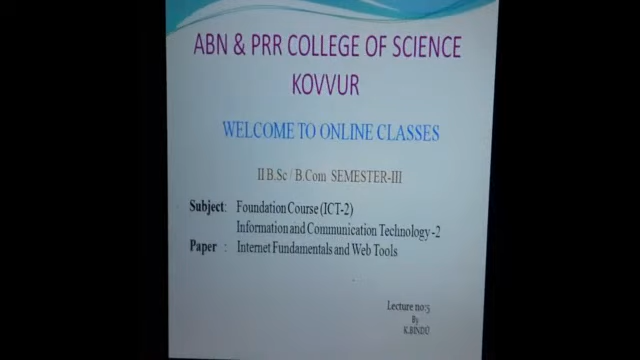 ABN & PRR COLLEGE OF SCIENCE
KOVVUR
WELCOME TO ONLINE CLASSES
II B.Sc / B.Com SEMESTER-III
Subject: Foundation Course (ICT-2)
Information and Communication Technology -2
Paper : Internet Fundamentals and Web Tools
Lecture no:5
By
K.BINDU